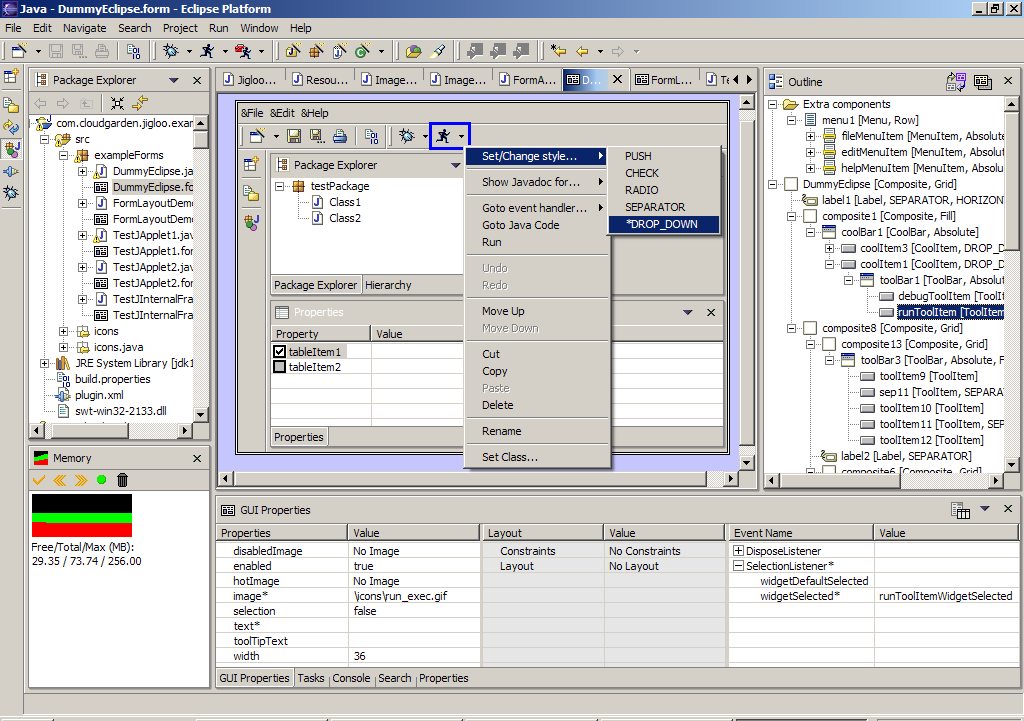 Java - DummyEclipse.form - Eclipse Platform
File Edit Navigate Search Project Run Window Help
Package Explorer
com.cloudgarden.jigloo.exar
src
exampleForms
DummyEclipse.ja
DummyEclipse.fo
FormLayoutDemo
FormLayoutDemo
TestJApplet1.jav
TestJApplet1.for
TestJApplet2.jav
TestJApplet2.for
TestJInternalFra
TestJInternalFra
icons
icons.java
JRE System Library [jdk1
build.properties
plugin.xml
swt-win32-2133.dll
Memory
Free/Total/Max (MB):
29.35 / 73.74 / 256.00
Jigloo... Resou... Image... Image... FormA... D... FormL... Te
&File &Edit &Help
Package Explorer
testPackage
Class1
Class2
Package Explorer Hierarchy
Properties
Property Value
tableItem1
tableItem2
Properties
Set/Change style...
Show Javadoc for...
Goto event handler...
Goto Java Code
Run
Undo
Redo
Move Up
Move Down
Cut
Copy
Paste
Delete
Rename
Set Class...
PUSH
CHECK
RADIO
SEPARATOR
*DROP_DOWN
Outline
Extra components
menu1 [Menu, Row]
fileMenuItem [MenuItem, Absolute
editMenuItem [MenuItem, Absolute
helpMenuItem [MenuItem, Absolute
DummyEclipse [Composite, Grid]
label1 [Label, SEPARATOR, HORIZON
composite1 [Composite, Fill]
coolBar1 [CoolBar, Absolute]
coolItem3 [CoolItem, DROP_D
coolItem1 [CoolItem, DROP_D
toolBar1 [ToolBar, Absolute,
debugToolItem [ToolIt
runToolItem [ToolItem
composite8 [Composite, Grid]
composite13 [Composite, Grid]
toolBar3 [ToolBar, Absolute, F
toolItem9 [ToolItem]
sep11 [ToolItem, SEPARA
toolItem10 [ToolItem]
toolItem11 [ToolItem, SEP
toolItem12 [ToolItem]
label2 [Label, SEPARATOR]
composite6 [Composite, Grid]
GUI Properties
Properties Value Layout Value Event Name Value
disabledImage No Image Constraints No Constraints DisposeListener
enabled true Layout No Layout SelectionListener*
hotImage No Image widgetDefaultSelected
image* \icons\run_exec.gif widgetSelected* runToolItemWidgetSelected
selection false
text*
toolTipText
width 36
GUI Properties Tasks Console Search Properties